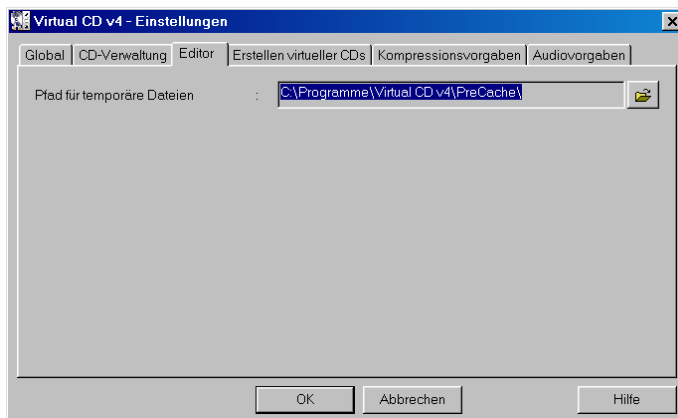 Virtual CD v4 - Einstellungen
Global CD-Verwaltung Editor Erstellen virtueller CDs Kompressionsvorgaben Audiovorgaben
Pfad für temporäre Dateien : C:\Programme\Virtual CD v4\PreCache\
OK Abbrechen Hilfe